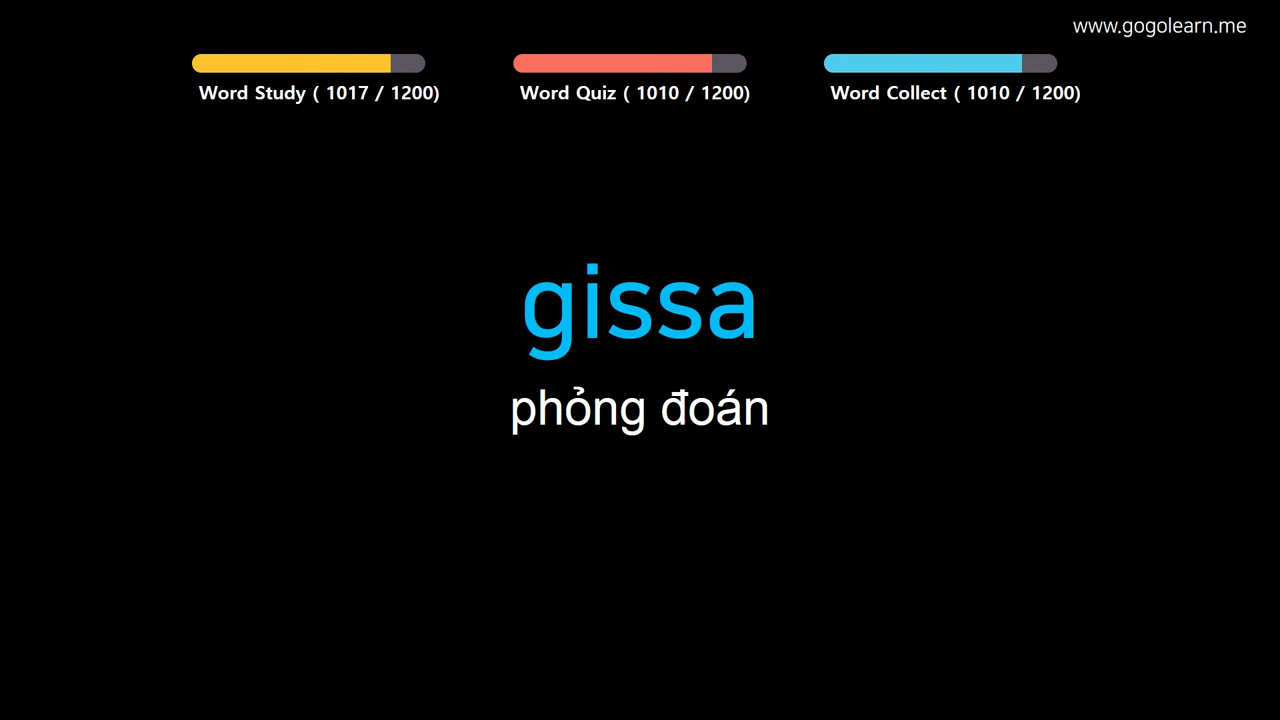 www.gogolearn.me
Word Study ( 1017 / 1200)
Word Quiz ( 1010 / 1200)
Word Collect ( 1010 / 1200)
gissa
phỏng đoán